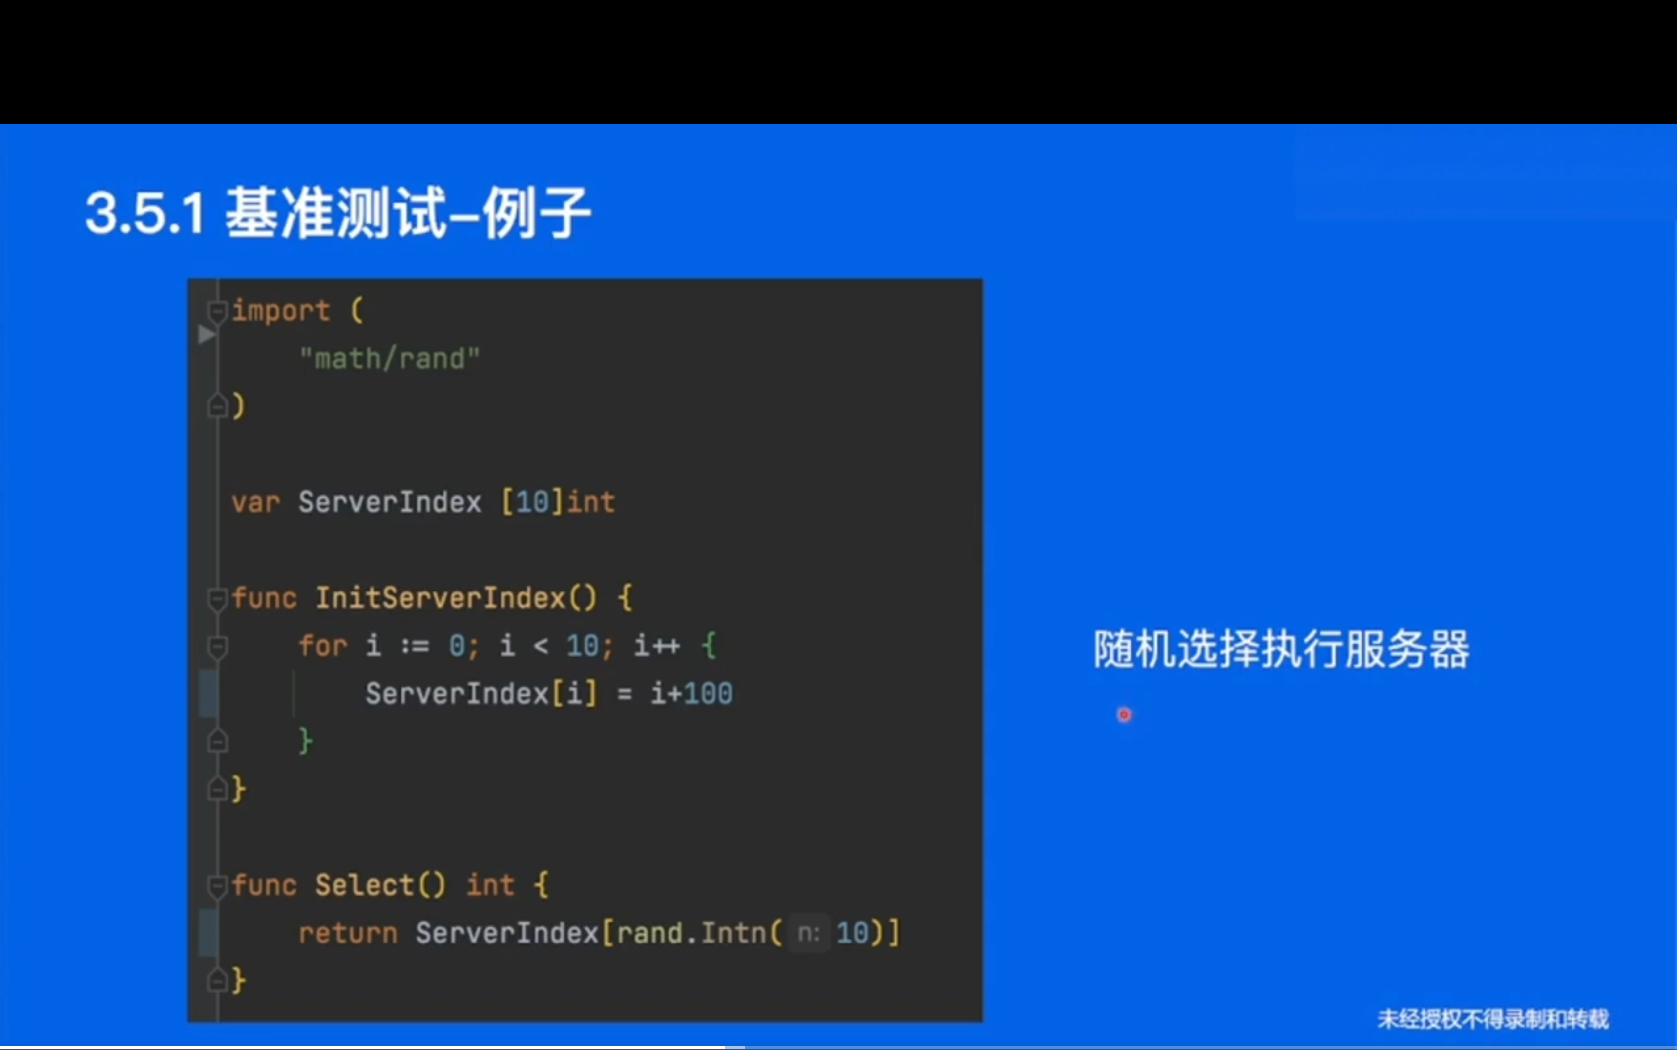 3.5.1 基准测试–例子
import (
"math/rand"
)
var ServerIndex [10]int
func InitServerIndex() {
for i := 0; i < 10; i++ {
ServerIndex[i] = i+100
}
}
func Select() int {
return ServerIndex[rand.Intn( n: 10)]
}
随机选择执行服务器
未经授权不得录制和转载